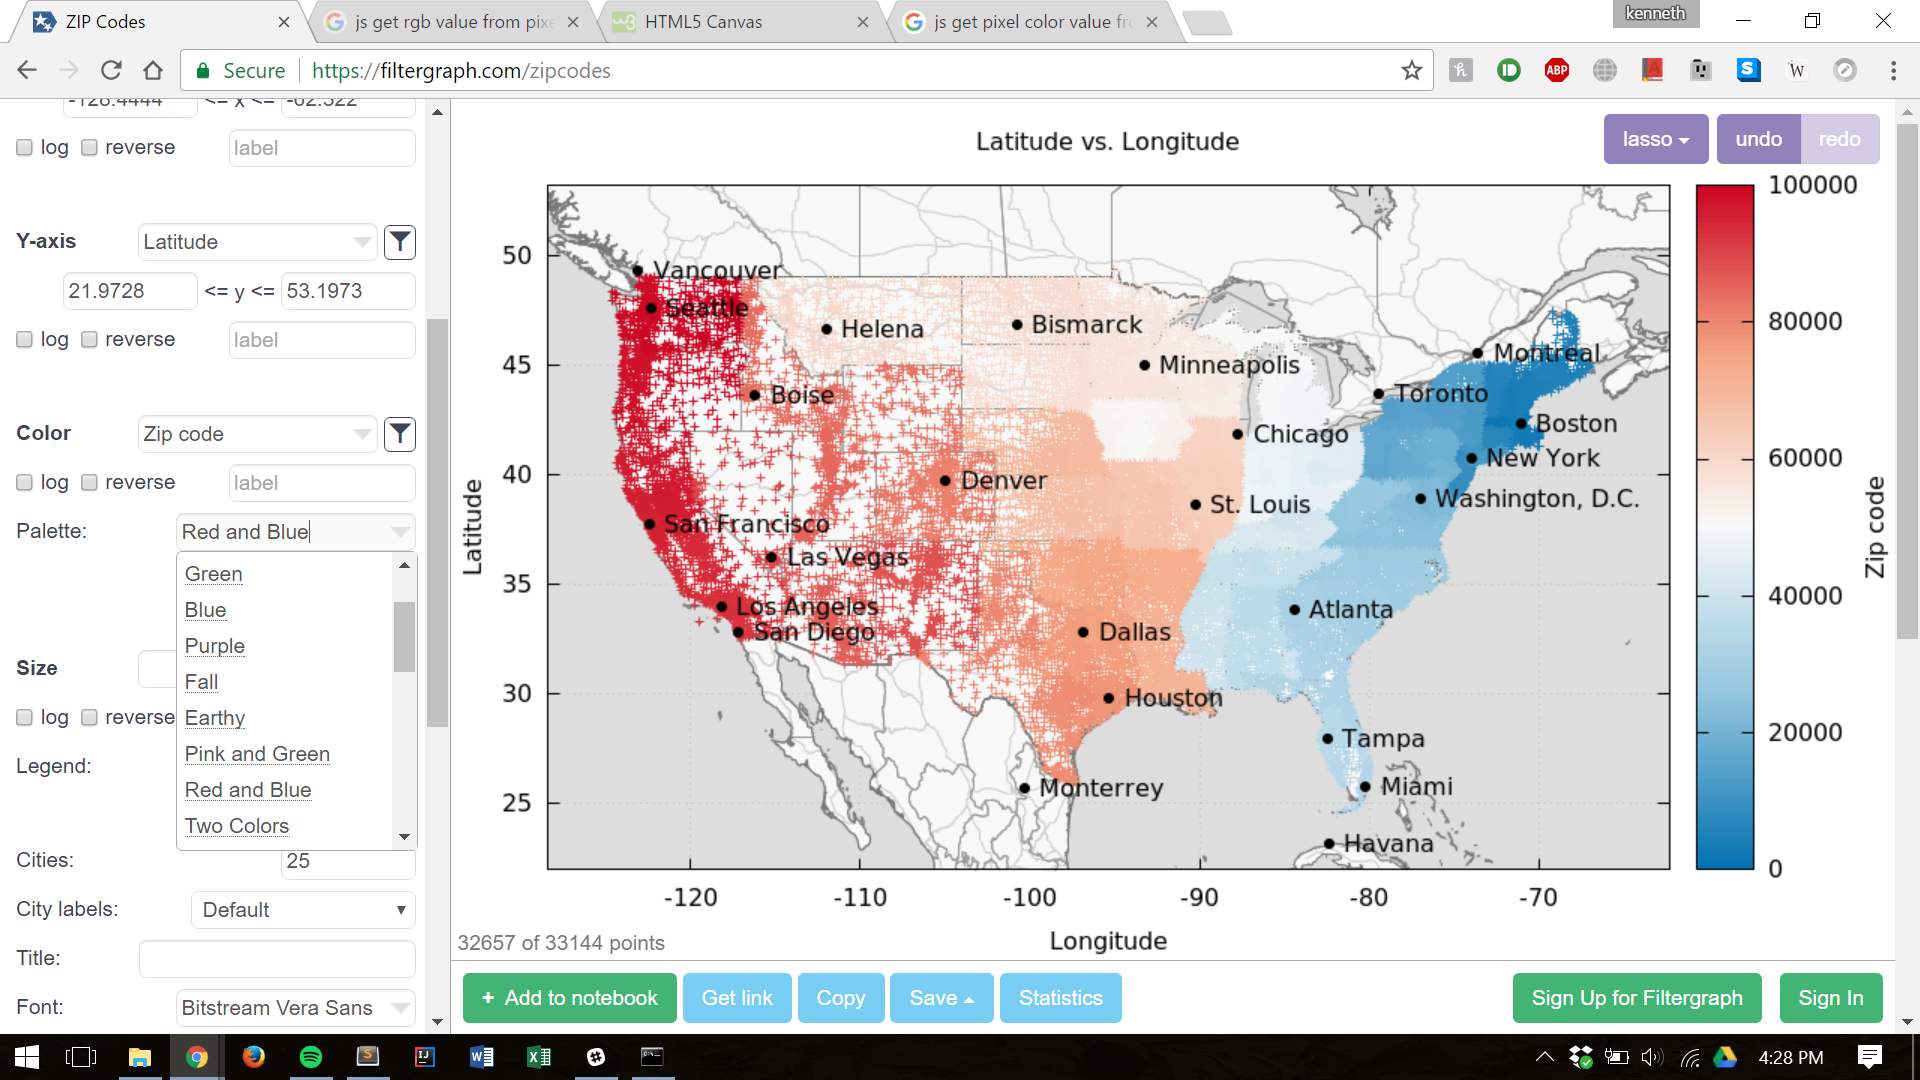 ZIP Codes
js get rgb value from pixe
HTML5 Canvas
js get pixel color value fr
kenneth
Secure
https://filtergraph.com/zipcodes
-128.4444 <= x <= -62.322
log reverse label
Y-axis Latitude
21.9728 <= y <= 53.1973
log reverse label
Color Zip code
log reverse label
Palette: Red and Blue
Green
Blue
Purple
Fall
Earthy
Pink and Green
Red and Blue
Two Colors
Size
log reverse
Legend:
Cities: 25
City labels: Default
Title:
Font: Bitstream Vera Sans
Latitude vs. Longitude
lasso
undo
redo
50
45
40
35
30
25
Latitude
Vancouver
Seattle
Helena
Bismarck
Minneapolis
Montreal
Boise
Toronto
Boston
Chicago
New York
Denver
Washington, D.C.
St. Louis
San Francisco
Las Vegas
Los Angeles
Atlanta
San Diego
Dallas
Houston
Tampa
Monterrey
Miami
Havana
-120
-110
-100
-90
-80
-70
Longitude
100000
80000
60000
40000
20000
0
Zip code
32657 of 33144 points
+ Add to notebook
Get link
Copy
Save
Statistics
Sign Up for Filtergraph
Sign In
4:28 PM